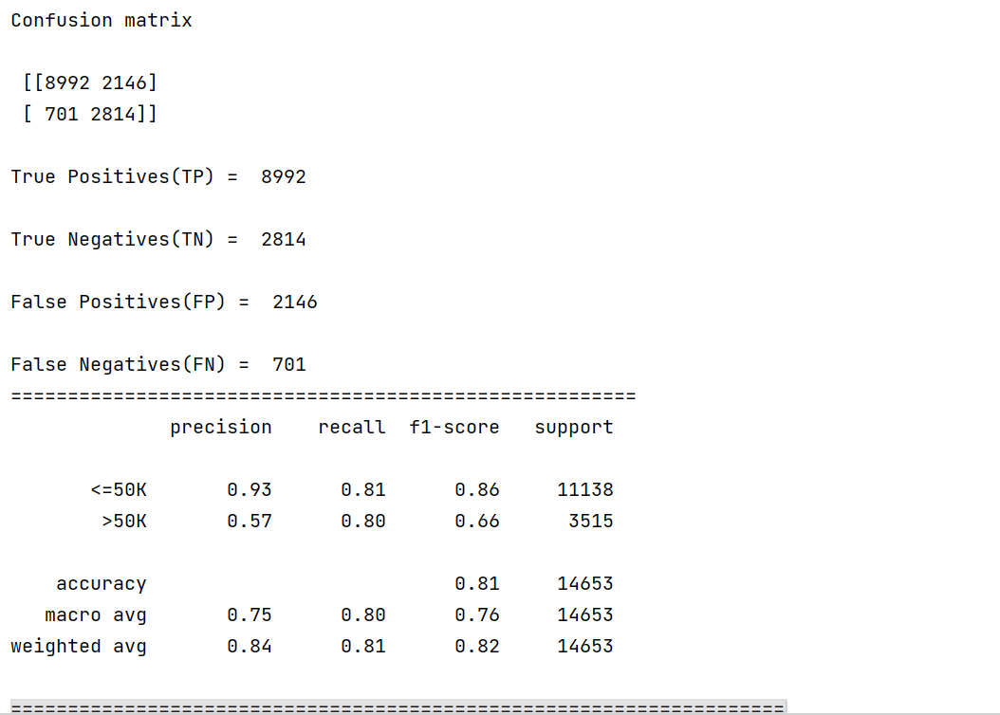 Confusion matrix
[[8992 2146]
[ 701 2814]]
True Positives(TP) =  8992
True Negatives(TN) =  2814
False Positives(FP) =  2146
False Negatives(FN) =  701
=======================================================
precision    recall  f1-score   support
<=50K       0.93      0.81      0.86     11138
>50K       0.57      0.80      0.66      3515
accuracy                           0.81     14653
macro avg       0.75      0.80      0.76     14653
weighted avg       0.84      0.81      0.82     14653
====================================================================